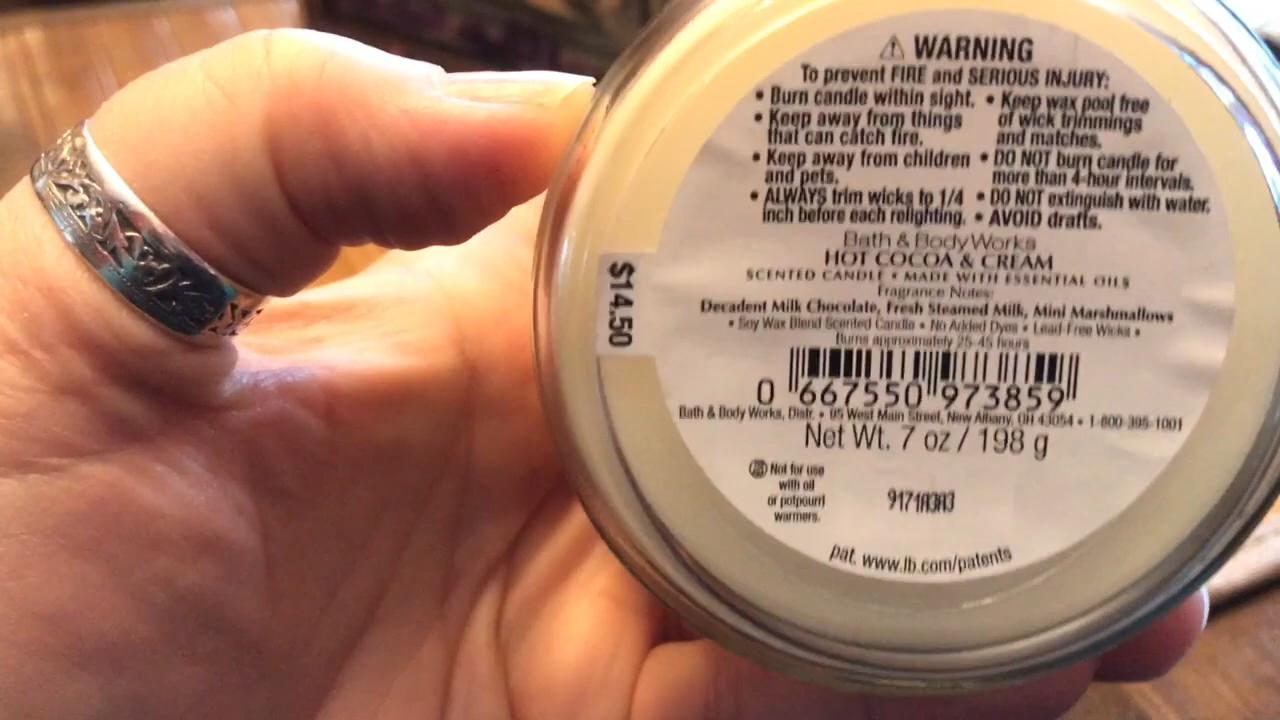 ⚠ WARNING
To prevent FIRE and SERIOUS INJURY:
• Burn candle within sight.
• Keep away from things
that can catch fire.
• Keep away from children
and pets.
• ALWAYS trim wicks to 1/4
inch before each relighting.
• Keep wax pool free
of wick trimmings
and matches.
• DO NOT burn candle for
more than 4-hour intervals.
• DO NOT extinguish with water.
• AVOID drafts.
Bath & Body Works
HOT COCOA & CREAM
SCENTED CANDLE • MADE WITH ESSENTIAL OILS
Fragrance Notes:
Decadent Milk Chocolate, Fresh Steamed Milk, Mini Marshmallows
• Soy Wax Blend Scented Candle • No Added Dyes • Lead-Free Wicks •
Burns approximately 25-45 hours
$14.50
0 667550 973859
Bath & Body Works, Distr. • 95 West Main Street, New Albany, OH 43054 • 1-800-395-1001
Net Wt. 7 oz / 198 g
Not for use
with oil
or potpourri
warmers.
9171A3A3
pat. www.lb.com/patents